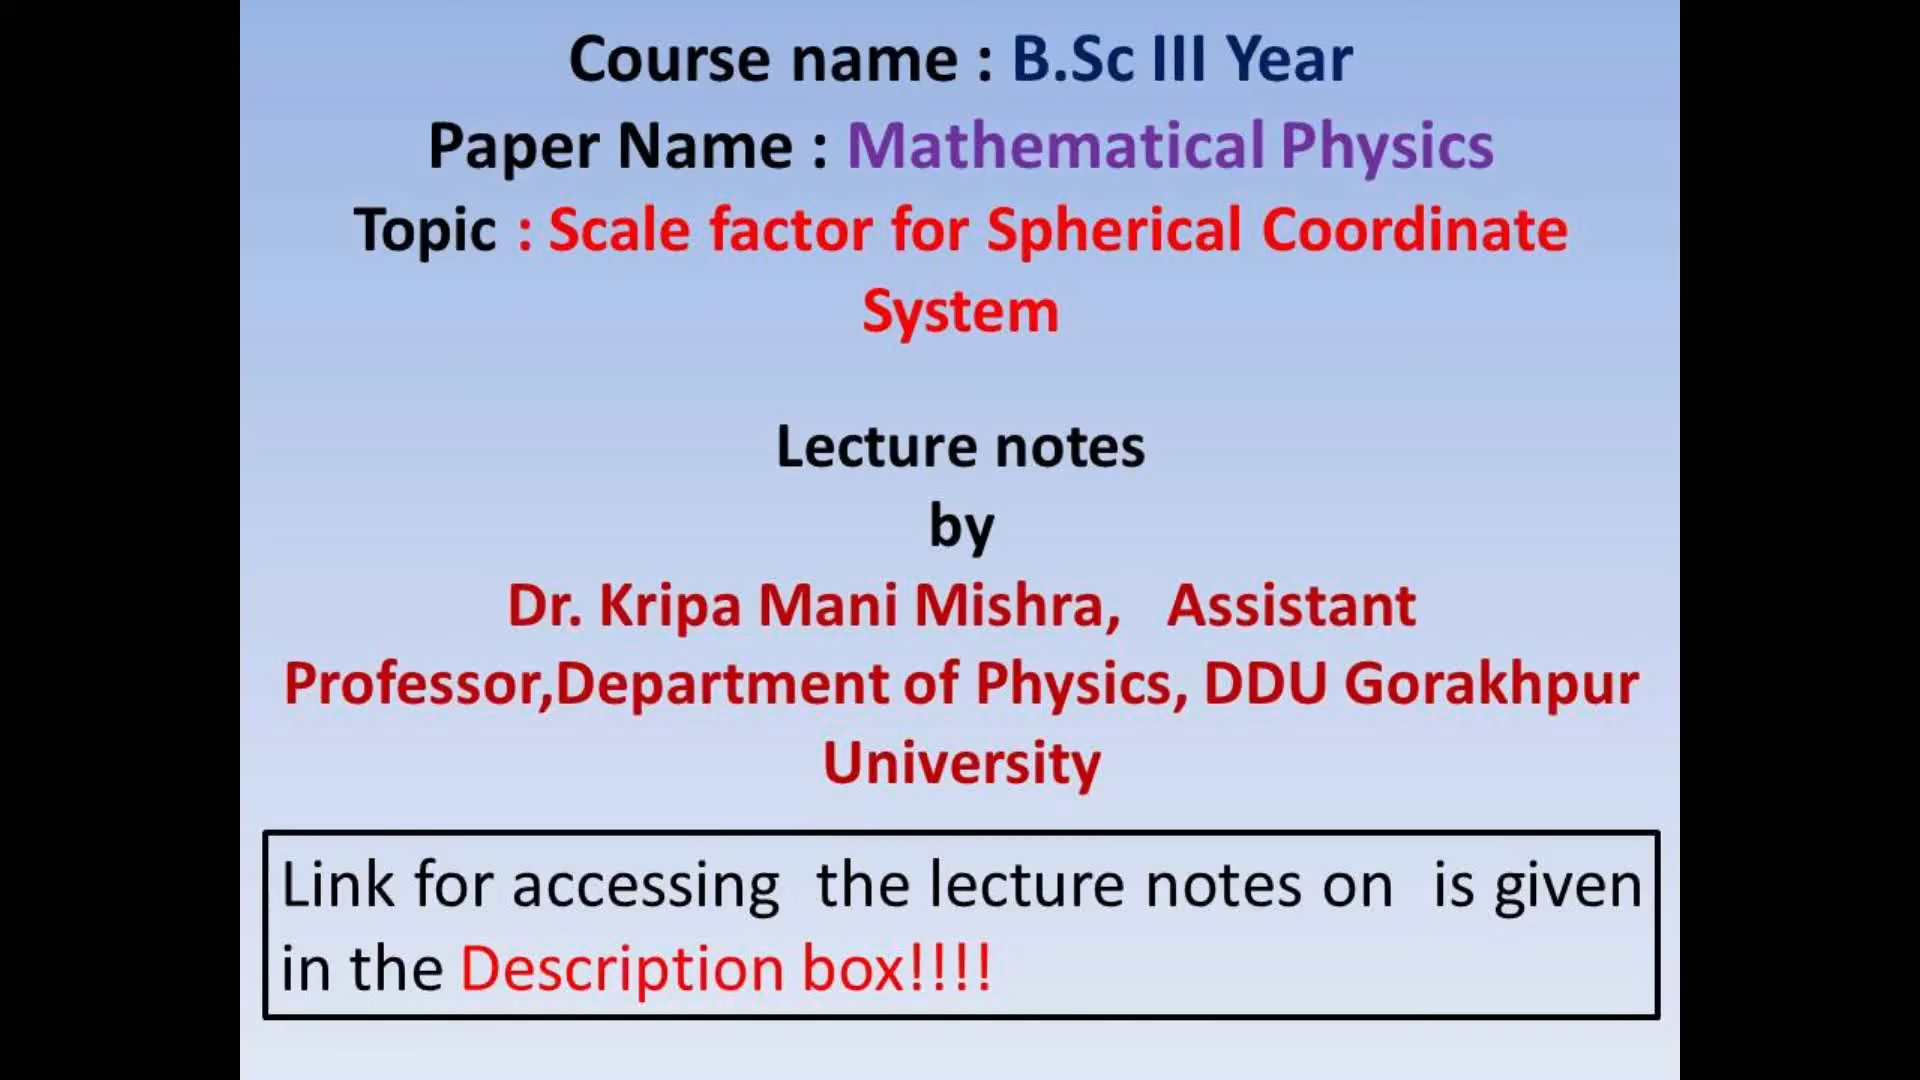 Course name : B.Sc III Year
Paper Name : Mathematical Physics
Topic : Scale factor for Spherical Coordinate
System
Lecture notes
by
Dr. Kripa Mani Mishra, Assistant
Professor,Department of Physics, DDU Gorakhpur
University
Link for accessing the lecture notes on is given
in the Description box!!!!